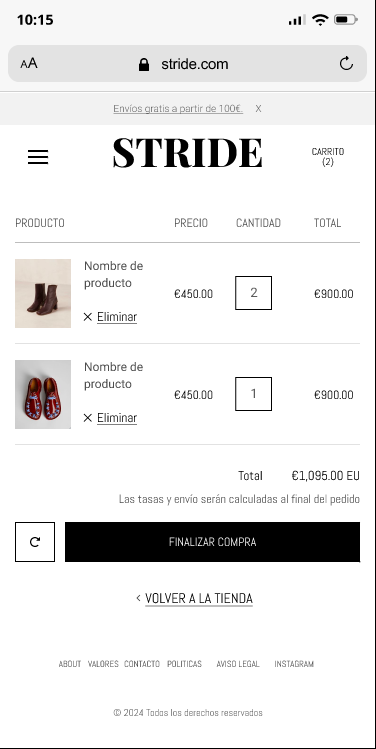 10:15
AA stride.com
Envíos gratis a partir de 100€. X
STRIDE
CARRITO
(2)
PRODUCTO PRECIO CANTIDAD TOTAL
Nombre de
producto
€450.00 2 €900.00
X Eliminar
Nombre de
producto
€450.00 1 €900.00
X Eliminar
Total €1,095.00 EU
Las tasas y envío serán calculadas al final del pedido
FINALIZAR COMPRA
< VOLVER A LA TIENDA
ABOUT VALORES CONTACTO POLITICAS AVISO LEGAL INSTAGRAM
© 2024 Todos los derechos reservados